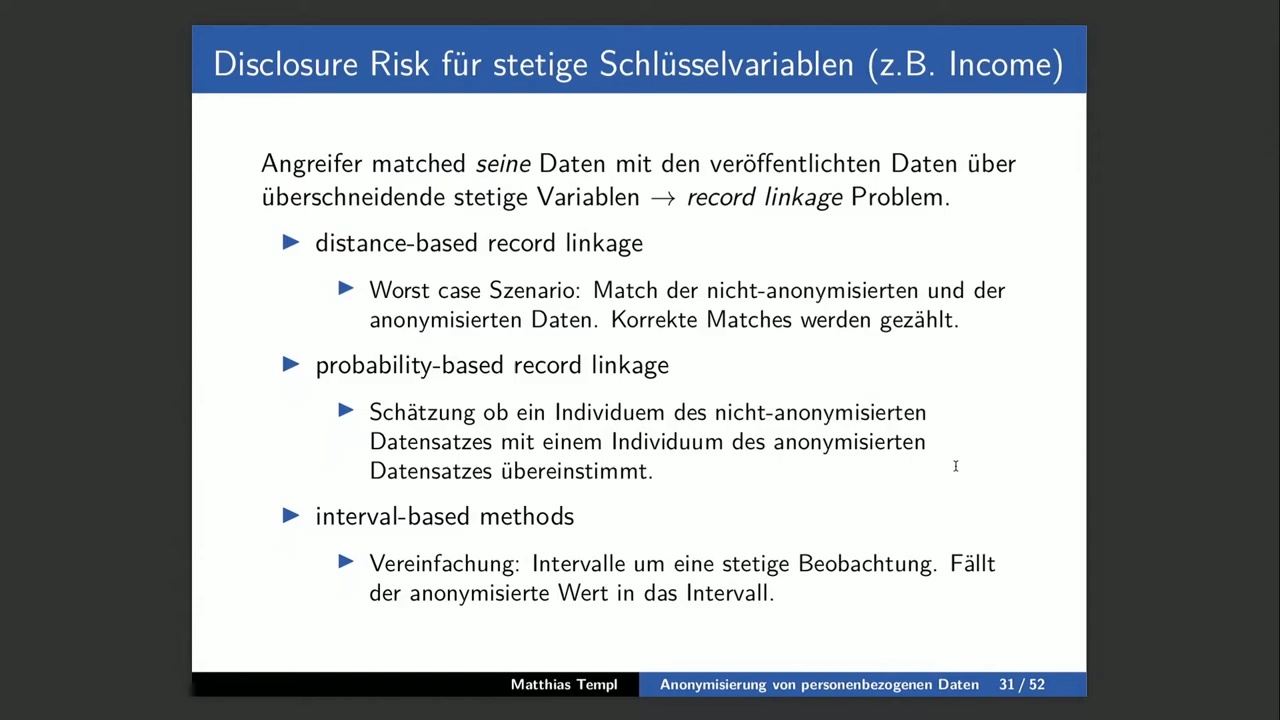 Disclosure Risk für stetige Schlüsselvariablen (z.B. Income)
Angreifer matched seine Daten mit den veröffentlichten Daten über
überschneidende stetige Variablen → record linkage Problem.
▶ distance-based record linkage
▶ Worst case Szenario: Match der nicht-anonymisierten und der
anonymisierten Daten. Korrekte Matches werden gezählt.
▶ probability-based record linkage
▶ Schätzung ob ein Individuem des nicht-anonymisierten
Datensatzes mit einem Individuum des anonymisierten
Datensatzes übereinstimmt.
▶ interval-based methods
▶ Vereinfachung: Intervalle um eine stetige Beobachtung. Fällt
der anonymisierte Wert in das Intervall.
Matthias Templ Anonymisierung von personenbezogenen Daten 31 / 52